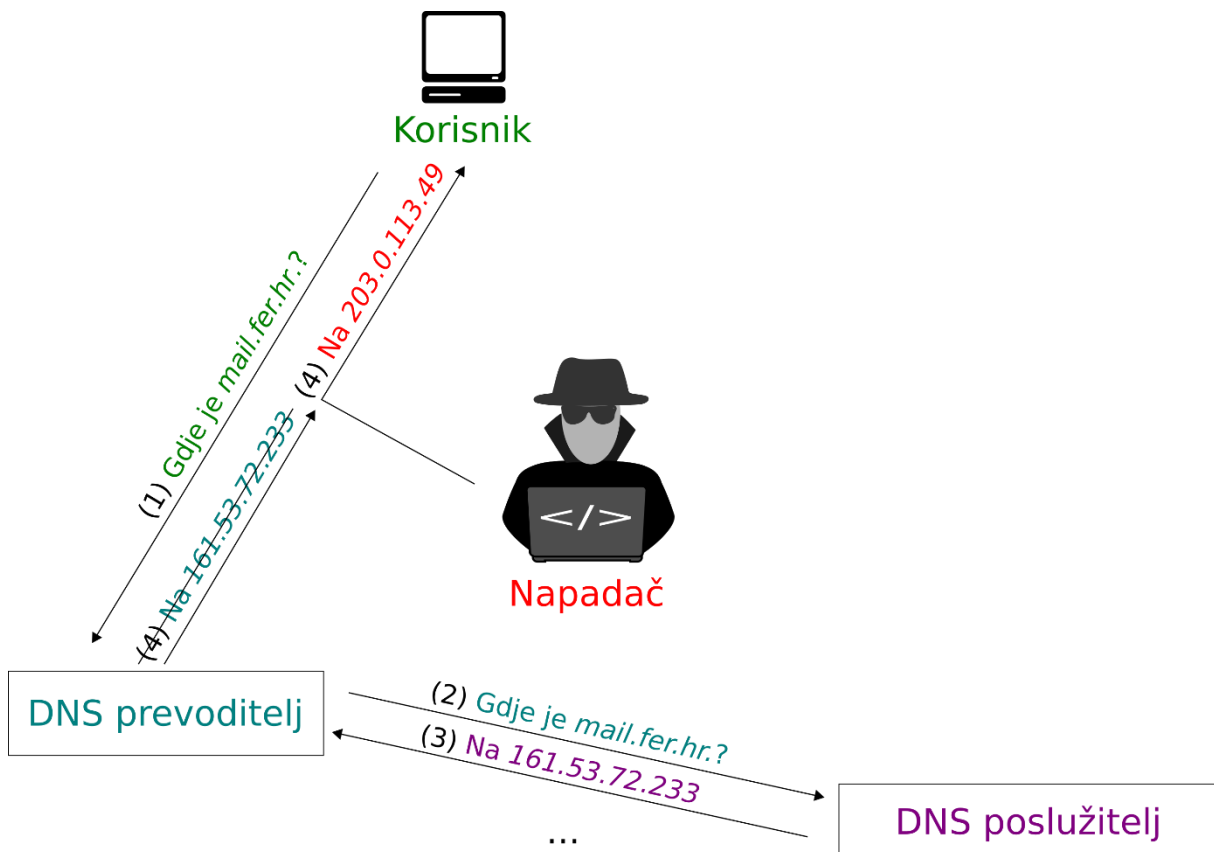 Korisnik
(1) Gdje je mail.fer.hr.?
(4) Na 203.0.113.49
(4) Na 161.53.72.233
</>
Napadač
DNS prevoditelj
(2) Gdje je mail.fer.hr.?
(3) Na 161.53.72.233
DNS poslužitelj
...